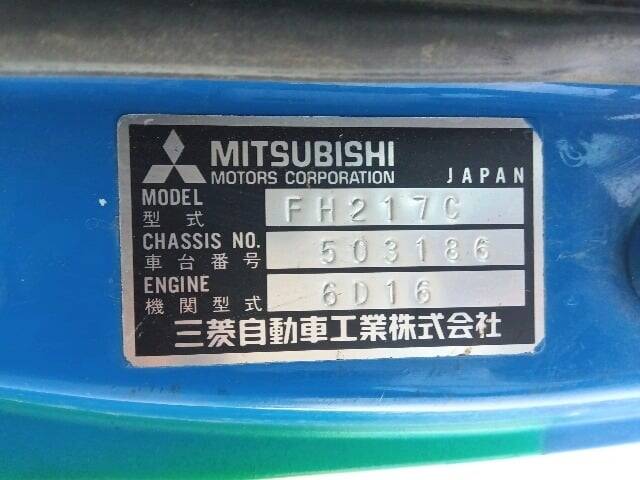 MITSUBISHI
MOTORS CORPORATION JAPAN
MODEL
型式 FH217C
CHASSIS NO.
車台番号 503186
ENGINE
機関型式 6D16
三菱自動車工業株式会社